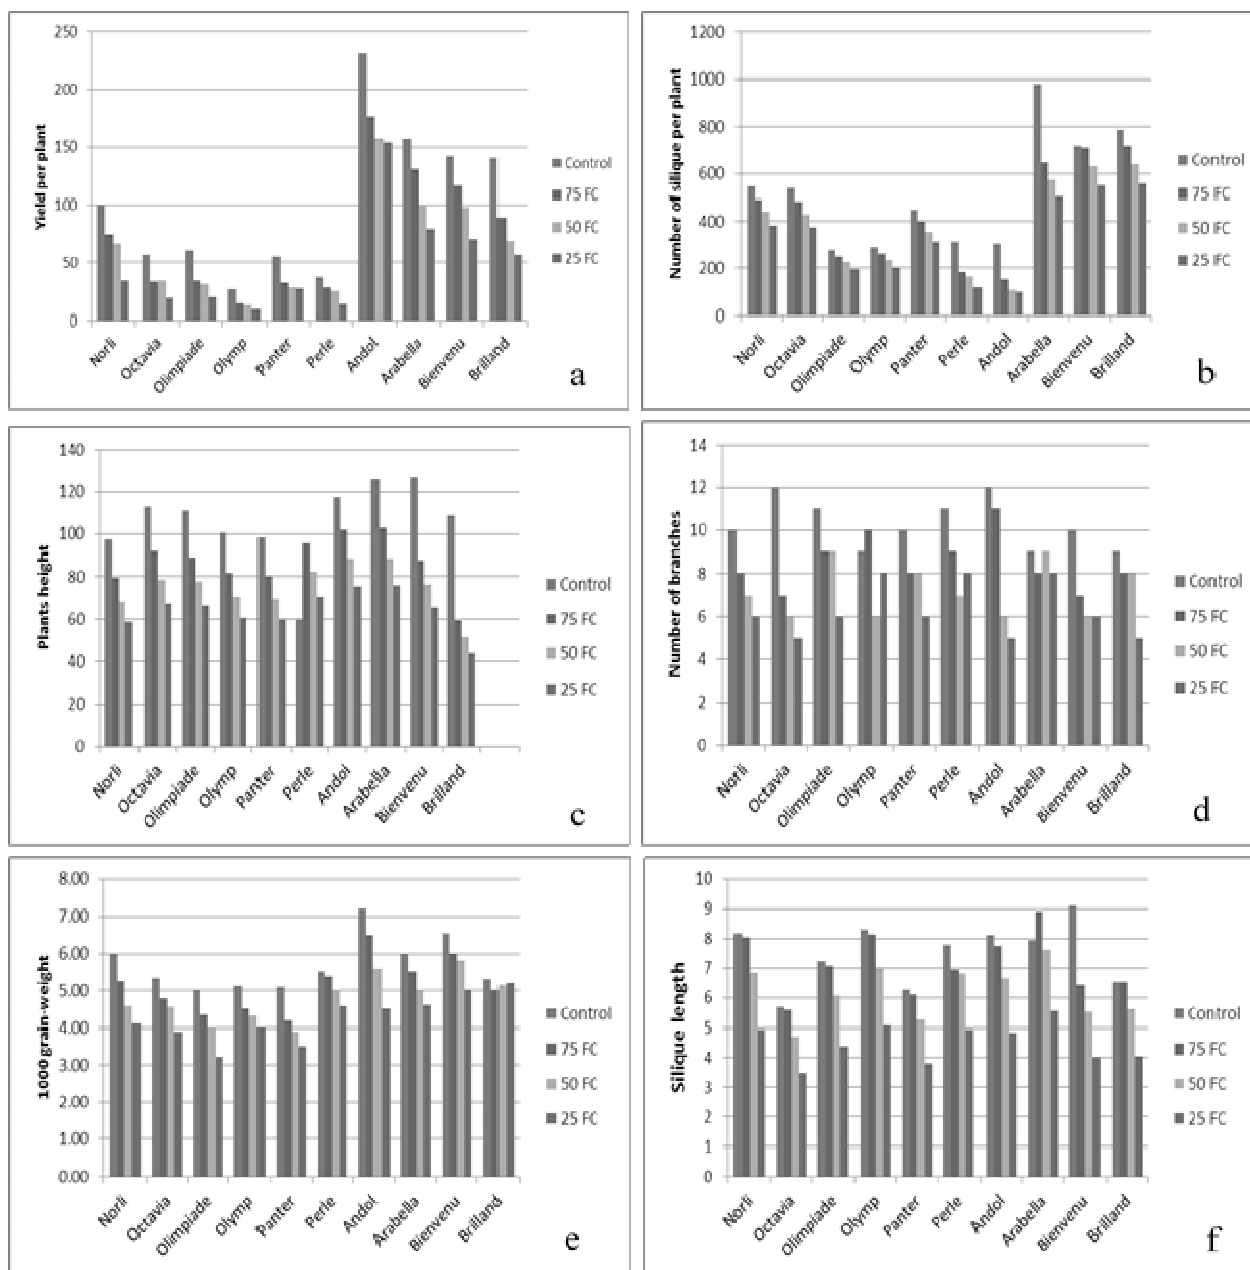 Yield per plant
250
200
150
100
50
0
Norli
Octavia
Olimpiade
Olymp
Panter
Perle
Andol
Arabella
Bienvenu
Brilland
Control
75 FC
50 FC
25 FC
a
Number of silique per plant
1200
1000
800
600
400
200
0
Norli
Octavia
Olimpiade
Olymp
Panter
Perle
Andol
Arabella
Bienvenu
Brilland
Control
75 IFC
50 IFC
25 IFC
b
Plants height
140
120
100
80
60
40
20
0
Norli
Octavia
Olimpiade
Olymp
Panter
Perle
Andol
Arabella
Bienvenu
Brilland
Control
75 FC
50 FC
25 FC
c
Number of branches
14
12
10
8
6
4
2
0
Norli
Octavia
Olimpiade
Olymp
Panter
Perle
Andol
Arabella
Bienvenu
Brilland
Control
75 FC
50 FC
25 FC
d
1000 grain-weight
8.00
7.00
6.00
5.00
4.00
3.00
2.00
1.00
0.00
Norli
Octavia
Olimpiade
Olymp
Panter
Perle
Andol
Arabella
Bienvenu
Brilland
Control
75 FC
50 FC
25 FC
e
Silique length
10
9
8
7
6
5
4
3
2
1
0
Norli
Octavia
Olimpiade
Olymp
Panter
Perle
Andol
Arabella
Bienvenu
Brilland
Control
75 FC
50 FC
25 FC
f